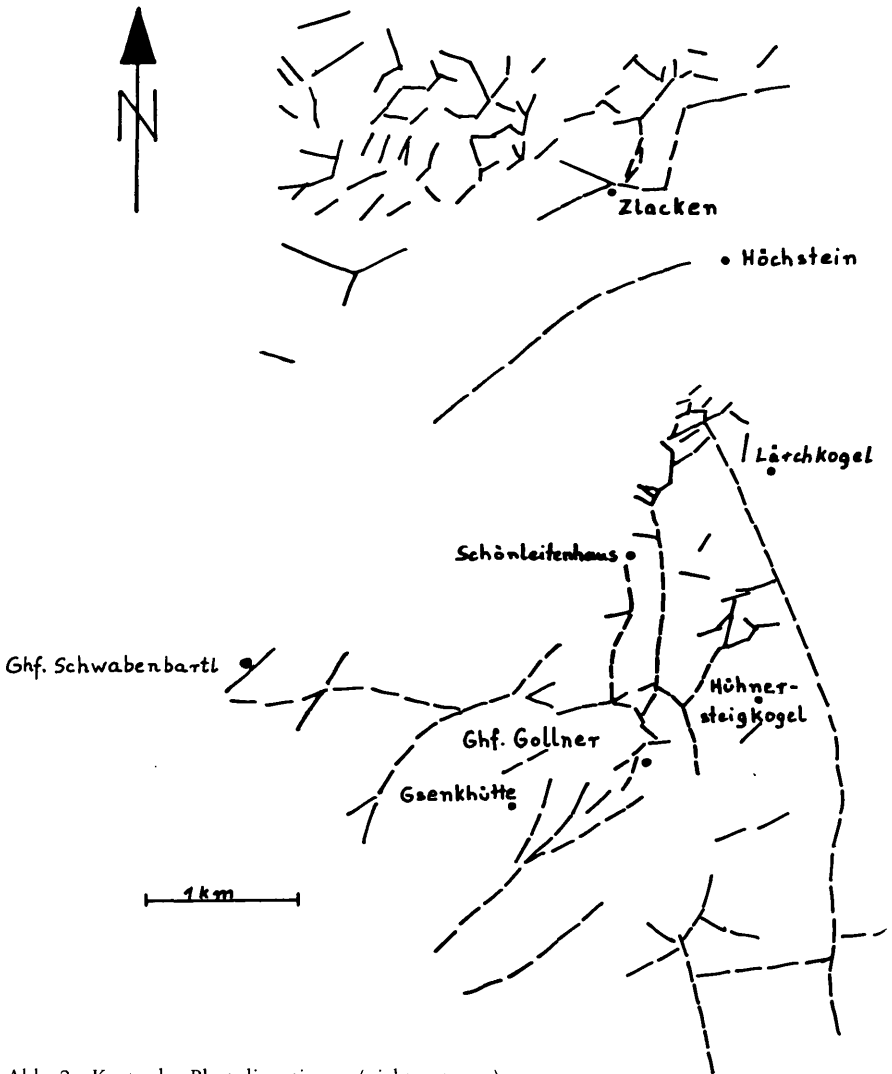 N
Zlacken
Höchstein
Lärchkogel
Schönleitenhaus
Ghf. Schwabenbartl
Hühner-
steigkogel
Ghf. Gollner
Gsenkhütte
1 km